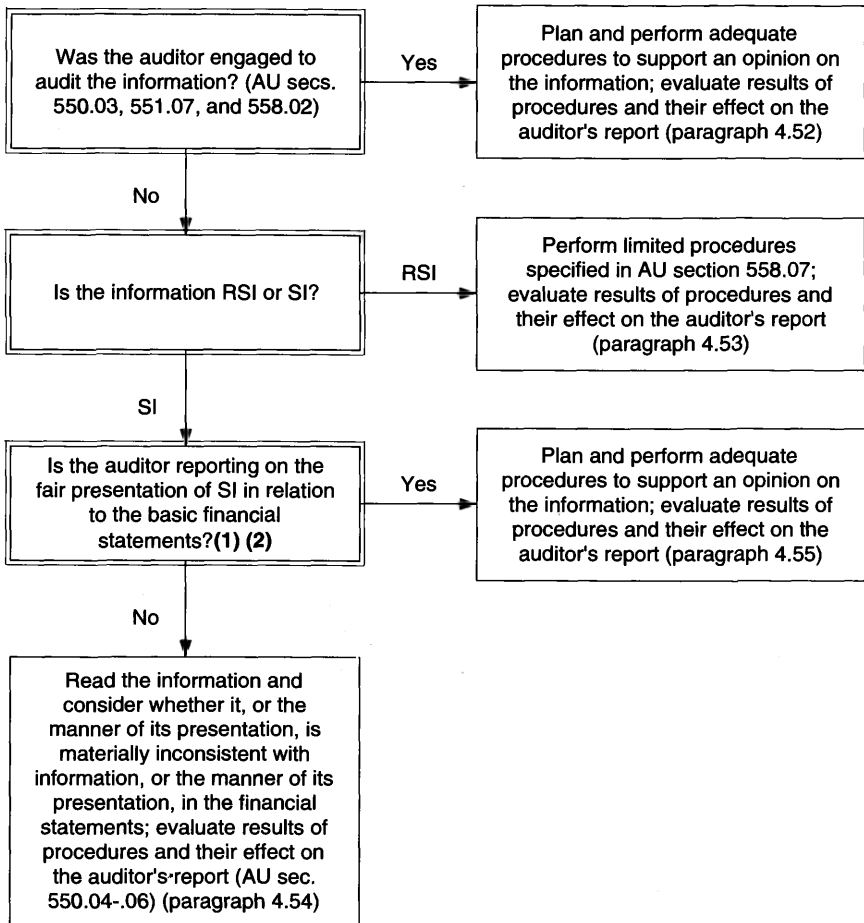 Was the auditor engaged to
audit the information? (AU secs.
550.03, 551.07, and 558.02)
Yes
Plan and perform adequate
procedures to support an opinion on
the information; evaluate results of
procedures and their effect on the
auditor's report (paragraph 4.52)
No
Is the information RSI or SI?
RSI
Perform limited procedures
specified in AU section 558.07;
evaluate results of procedures and
their effect on the auditor's report
(paragraph 4.53)
SI
Is the auditor reporting on the
fair presentation of SI in relation
to the basic financial
statements?(1) (2)
Yes
Plan and perform adequate
procedures to support an opinion on
the information; evaluate results of
procedures and their effect on the
auditor's report (paragraph 4.55)
No
Read the information and
consider whether it, or the
manner of its presentation, is
materially inconsistent with
information, or the manner of its
presentation, in the financial
statements; evaluate results of
procedures and their effect on
the auditor's report (AU sec.
550.04-.06) (paragraph 4.54)